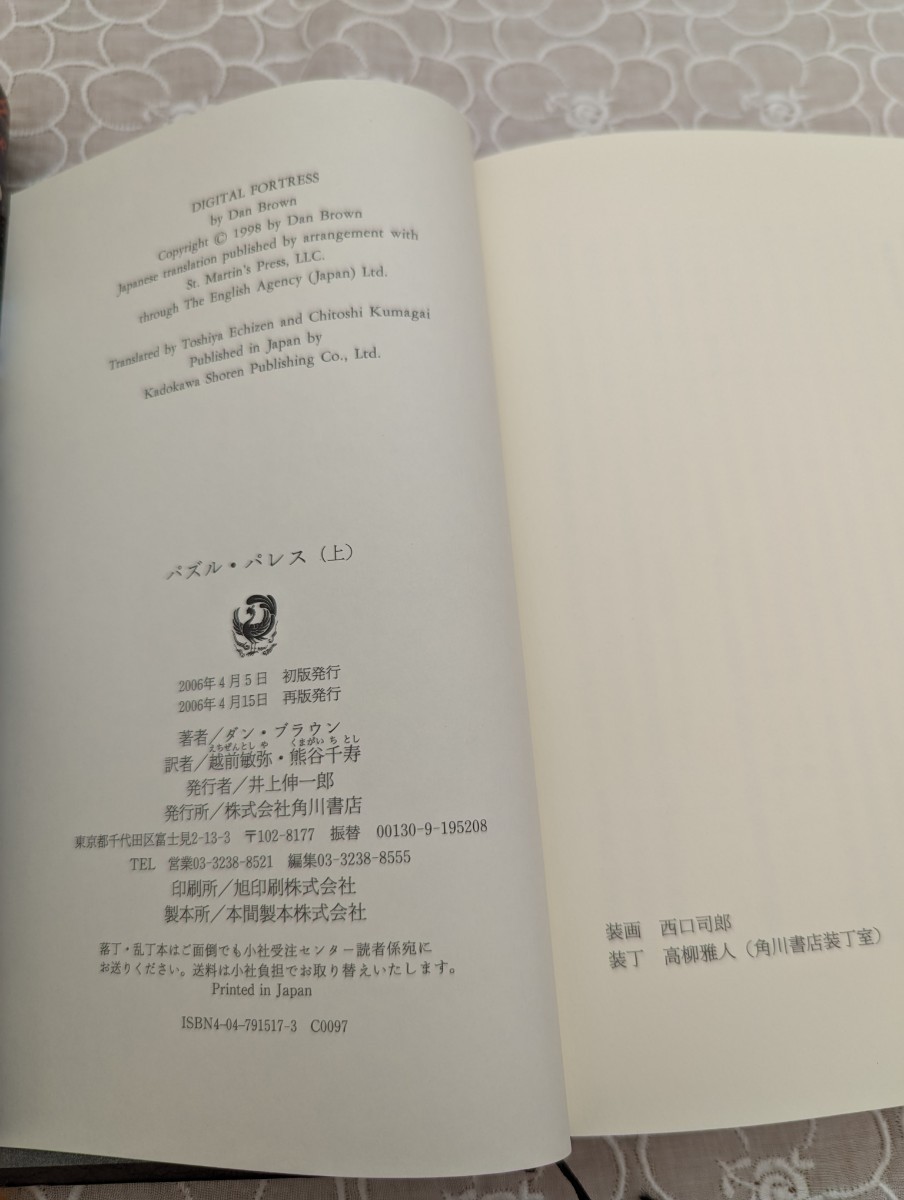 DIGITAL FORTRESS
by Dan Brown
Copyright © 1998 by Dan Brown
Japanese translation published by arrangement with
St. Martin's Press, LLC.
through The English Agency (Japan) Ltd.
Translated by Toshiya Echizen and Chitoshi Kumagai
Published in Japan by
Kadokawa Shoten Publishing Co., Ltd.
パズル・パレス（上）
2006年4月5日　初版発行
2006年4月15日　再版発行
著者／ダン・ブラウン
えちぜんとしや　くまがいちとし
訳者／越前敏弥・熊谷千寿
発行者／井上伸一郎
発行所／株式会社角川書店
東京都千代田区富士見2-13-3　〒102-8177　振替　00130-9-195208
TEL　営業03-3238-8521　編集03-3238-8555
印刷所／旭印刷株式会社
製本所／本間製本株式会社
落丁・乱丁本はご面倒でも小社受注センター読者係宛に
お送りください。送料は小社負担でお取り替えいたします。
Printed in Japan
ISBN4-04-791517-3　C0097
装画　西口司郎
装丁　高柳雅人（角川書店装丁室）